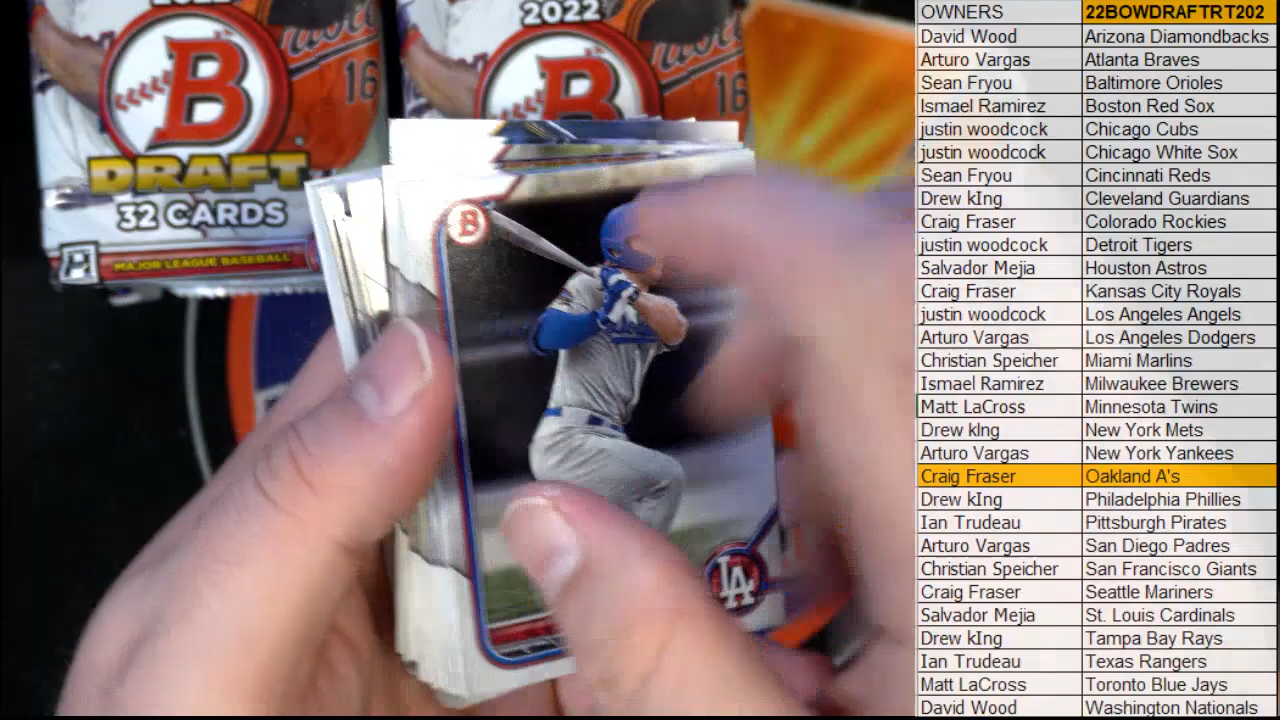 2022
2022
B
B
DRAFT
32 CARDS
MAJOR LEAGUE BASEBALL
16
16
B
LA
OWNERS 22BOWDRAFTRT202
David Wood Arizona Diamondbacks
Arturo Vargas Atlanta Braves
Sean Fryou Baltimore Orioles
Ismael Ramirez Boston Red Sox
justin woodcock Chicago Cubs
justin woodcock Chicago White Sox
Sean Fryou Cincinnati Reds
Drew kIng Cleveland Guardians
Craig Fraser Colorado Rockies
justin woodcock Detroit Tigers
Salvador Mejia Houston Astros
Craig Fraser Kansas City Royals
justin woodcock Los Angeles Angels
Arturo Vargas Los Angeles Dodgers
Christian Speicher Miami Marlins
Ismael Ramirez Milwaukee Brewers
Matt LaCross Minnesota Twins
Drew kIng New York Mets
Arturo Vargas New York Yankees
Craig Fraser Oakland A's
Drew kIng Philadelphia Phillies
Ian Trudeau Pittsburgh Pirates
Arturo Vargas San Diego Padres
Christian Speicher San Francisco Giants
Craig Fraser Seattle Mariners
Salvador Mejia St. Louis Cardinals
Drew kIng Tampa Bay Rays
Ian Trudeau Texas Rangers
Matt LaCross Toronto Blue Jays
David Wood Washington Nationals